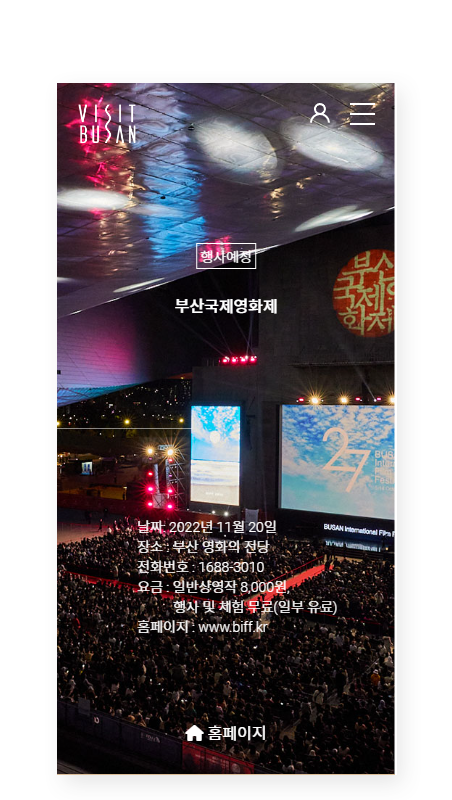 VISIT
BUSAN
행사예정
부산국제영화제
부산
국제영
화제
27
BUSAN International Film F
날짜: 2022년 11월 20일
장소 : 부산 영화의 전당
전화번호 : 1688-3010
요금 : 일반상영작 8,000원,
행사 및 체험 무료(일부 유료)
홈페이지 : www.biff.kr
홈페이지